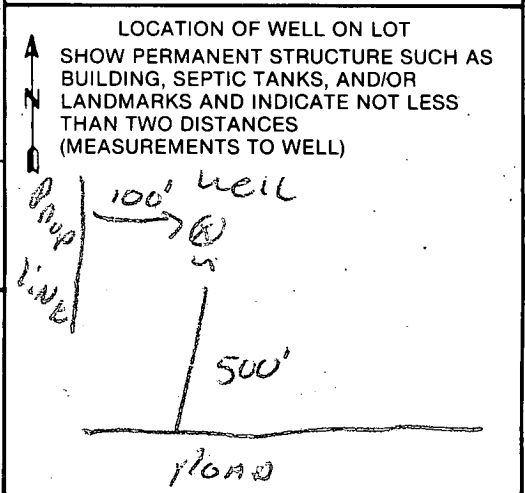 LOCATION OF WELL ON LOT
SHOW PERMANENT STRUCTURE SUCH AS
BUILDING, SEPTIC TANKS, AND/OR
LANDMARKS AND INDICATE NOT LESS
THAN TWO DISTANCES
(MEASUREMENTS TO WELL)
N
Prop
line
100'
well
500'
ROAD